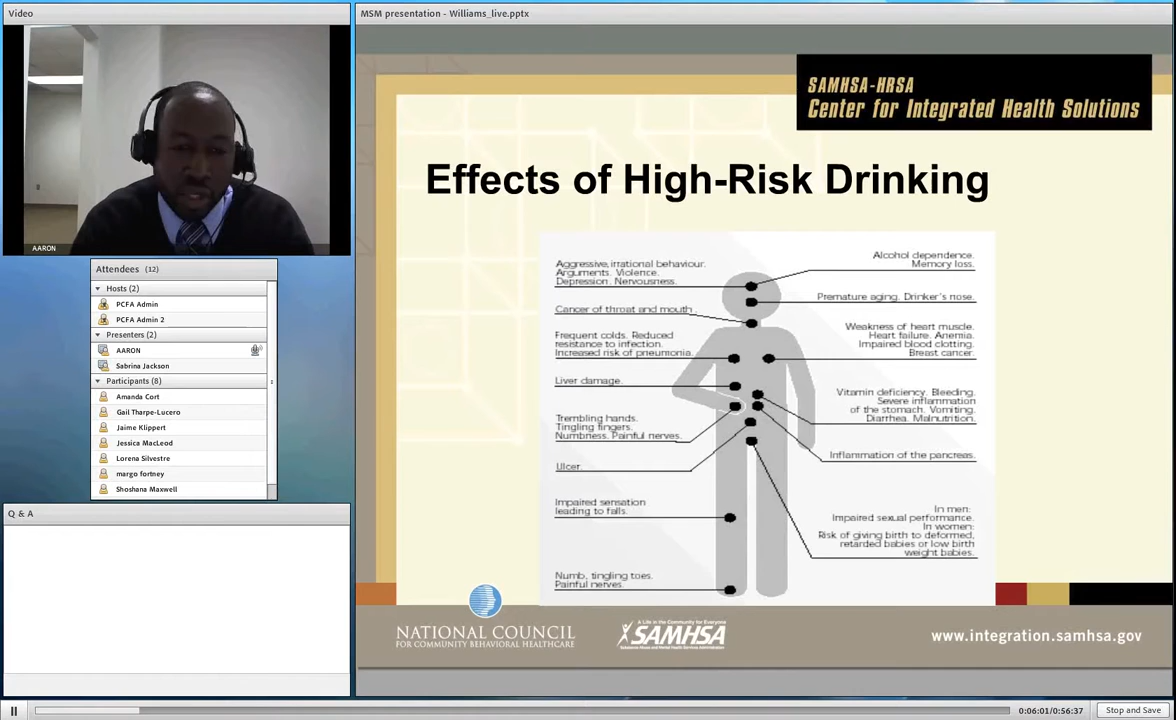 Video
AARON
Attendees (12)
Hosts (2)
PCFA Admin
PCFA Admin 2
Presenters (2)
AARON
Sabrina Jackson
Participants (8)
Amanda Cort
Gail Tharpe-Lucero
Jaime Klippert
Jessica MacLeod
Lorena Silvestre
margo fortney
Shoshana Maxwell
Q & A
MSM presentation - Williams_live.pptx
SAMHSA-HRSA
Center for Integrated Health Solutions
Effects of High-Risk Drinking
Aggressive, irrational behaviour.
Arguments. Violence.
Depression. Nervousness.
Cancer of throat and mouth.
Frequent colds. Reduced
resistance to infection.
Increased risk of pneumonia.
Liver damage.
Trembling hands.
Tingling fingers.
Numbness. Painful nerves.
Ulcer.
Impaired sensation
leading to falls.
Numb, tingling toes.
Painful nerves.
Alcohol dependence.
Memory loss.
Premature aging. Drinker's nose.
Weakness of heart muscle.
Heart failure. Anemia.
Impaired blood clotting.
Breast cancer.
Vitamin deficiency. Bleeding.
Severe inflammation
of the stomach. Vomiting.
Diarrhea. Malnutrition.
Inflammation of the pancreas.
In men:
Impaired sexual performance.
In women:
Risk of giving birth to deformed,
retarded babies or low birth
weight babies.
NATIONAL COUNCIL
FOR COMMUNITY BEHAVIORAL HEALTHCARE
A Life in the Community for Everyone
SAMHSA
Substance Abuse and Mental Health Services Administration
www.integration.samhsa.gov
0:06:01/0:56:37
Stop and Save